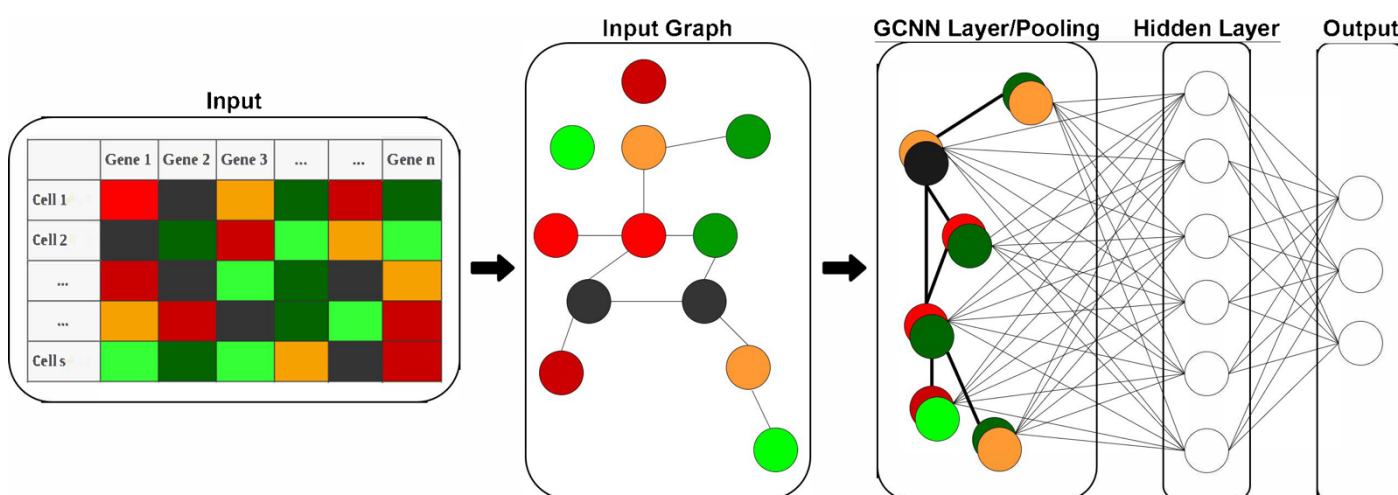 Input
Gene 1 Gene 2 Gene 3 ... ... Gene n
Cell 1
Cell 2
...
...
Cell s
Input Graph
GCNN Layer/Pooling
Hidden Layer
Output